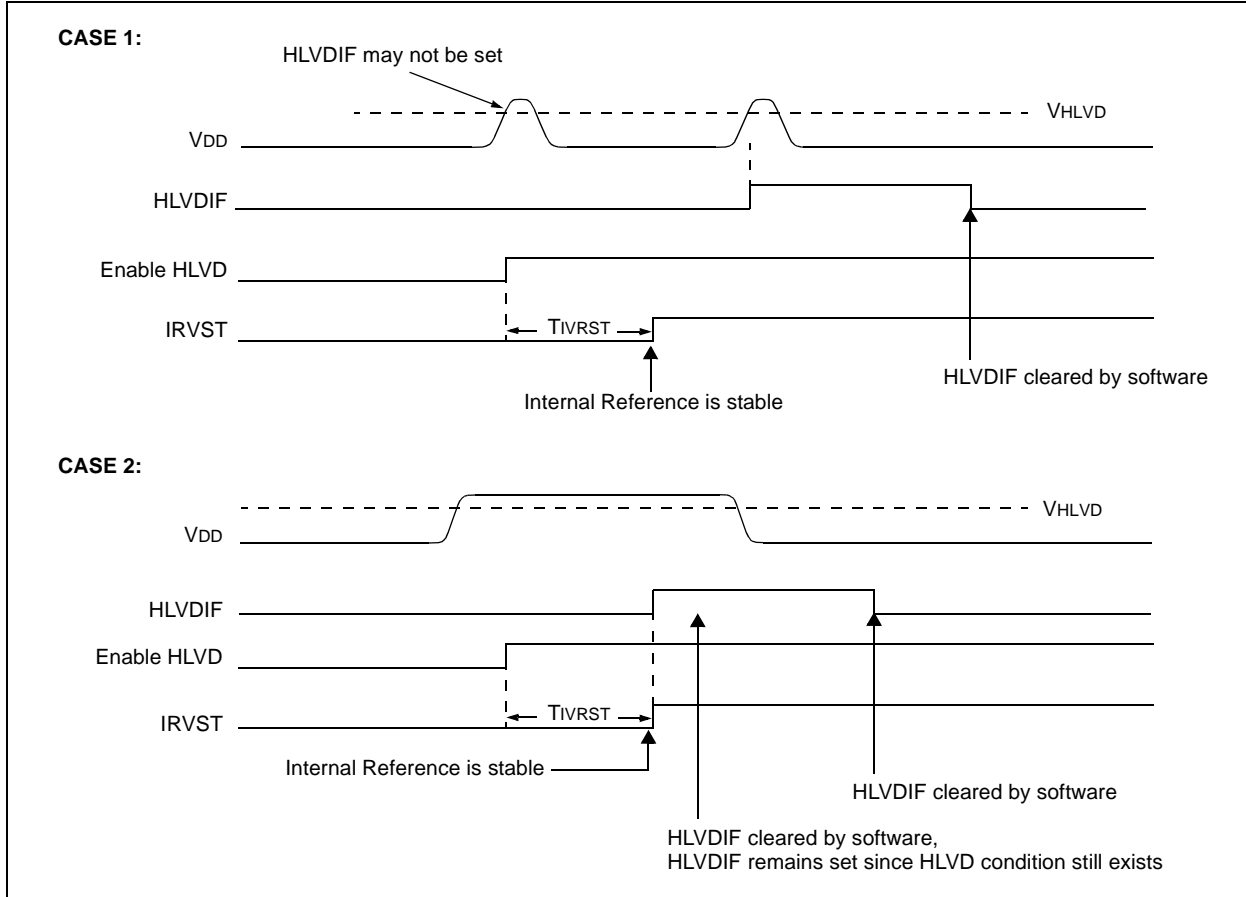 CASE 1:
HLVDIF may not be set
VHLVD
VDD
HLVDIF
Enable HLVD
TIVRST
IRVST
HLVDIF cleared by software
Internal Reference is stable
CASE 2:
VHLVD
VDD
HLVDIF
Enable HLVD
TIVRST
IRVST
Internal Reference is stable
HLVDIF cleared by software
HLVDIF cleared by software,
HLVDIF remains set since HLVD condition still exists